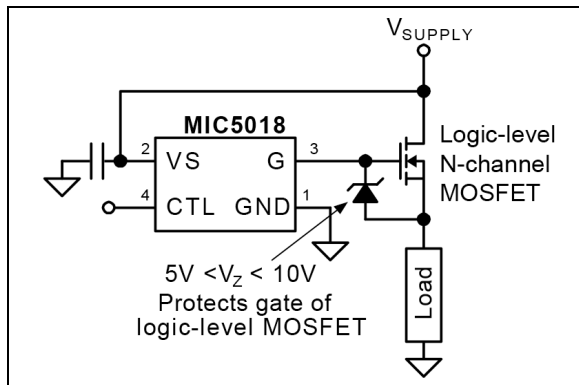 VSUPPLY
MIC5018
2 VS G 3
4 CTL GND 1
Logic-level
N-channel
MOSFET
5V <VZ < 10V
Protects gate of
logic-level MOSFET
Load